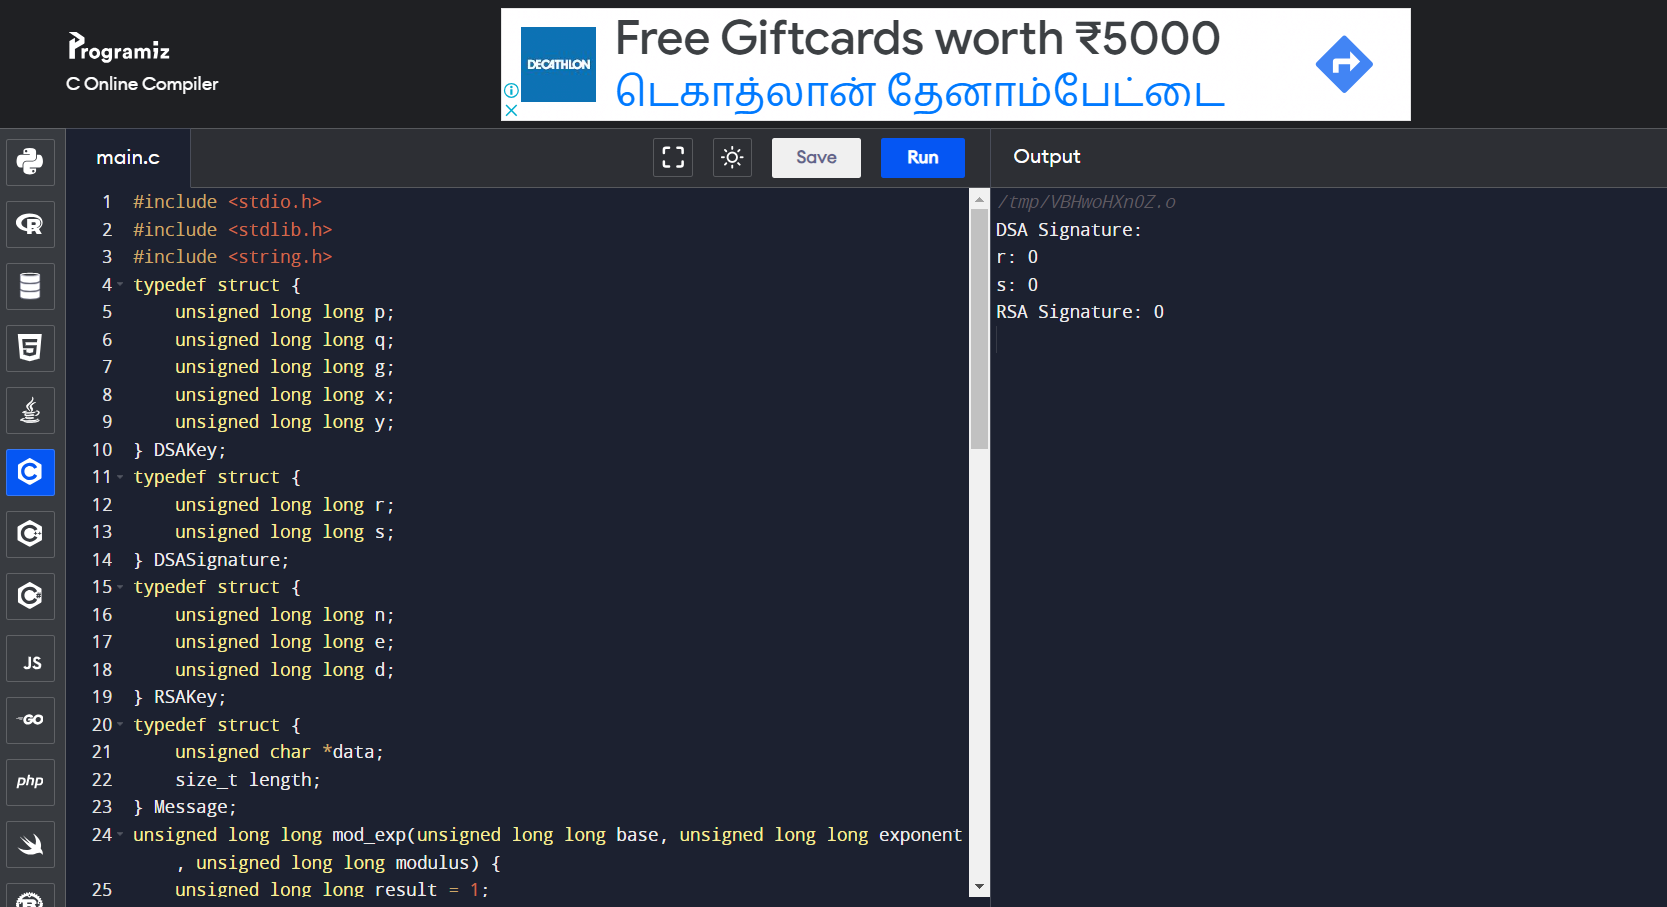 Programiz
C Online Compiler
DECATHLON
Free Giftcards worth ₹5000
டெகாத்லான் தேனாம்பேட்டை
main.c
Save
Run
Output
1 #include <stdio.h>
2 #include <stdlib.h>
3 #include <string.h>
4 typedef struct {
5 unsigned long long p;
6 unsigned long long q;
7 unsigned long long g;
8 unsigned long long x;
9 unsigned long long y;
10 } DSAKey;
11 typedef struct {
12 unsigned long long r;
13 unsigned long long s;
14 } DSASignature;
15 typedef struct {
16 unsigned long long n;
17 unsigned long long e;
18 unsigned long long d;
19 } RSAKey;
20 typedef struct {
21 unsigned char *data;
22 size_t length;
23 } Message;
24 unsigned long long mod_exp(unsigned long long base, unsigned long long exponent
, unsigned long long modulus) {
25 unsigned long long result = 1;
/tmp/VBHwoHXn0Z.o
DSA Signature:
r: 0
s: 0
RSA Signature: 0
JS
GO
php